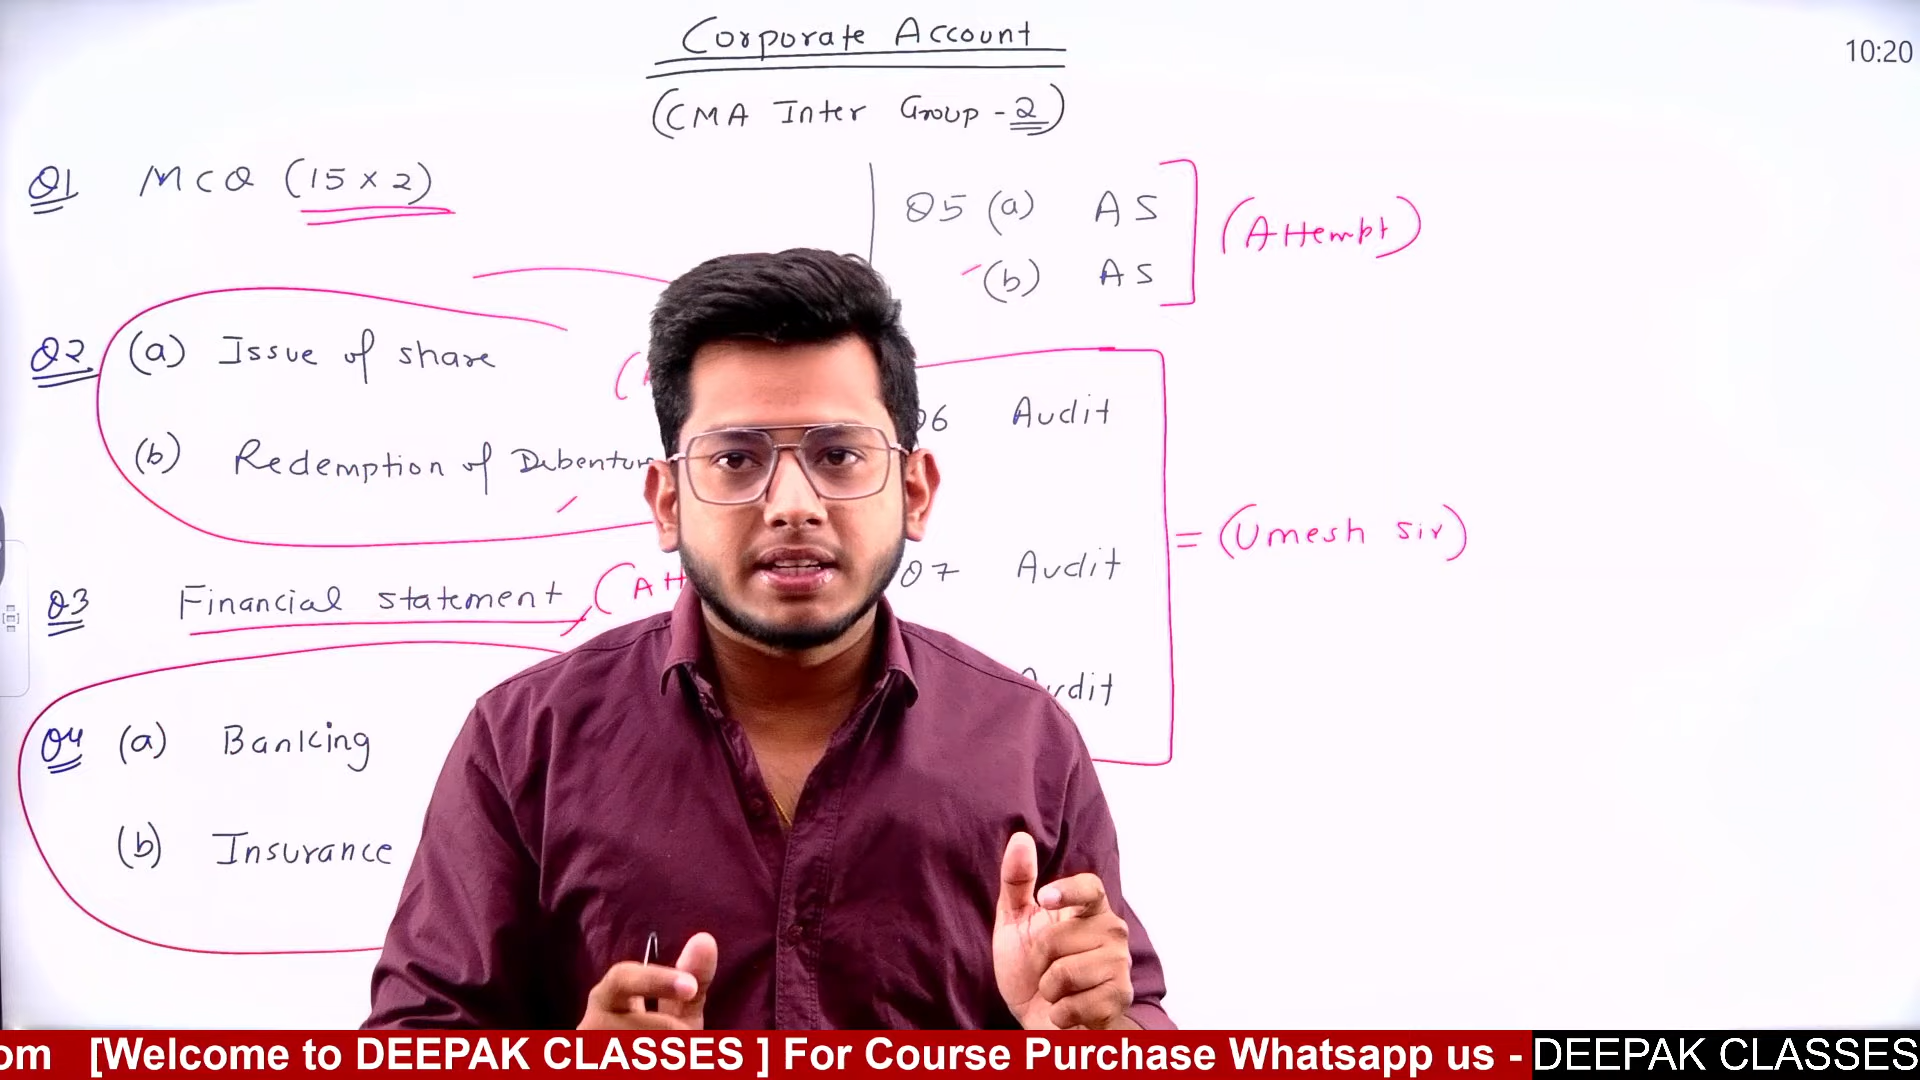 Corporate Account
(CMA Inter Group - 2)
10:20
Q1 MCQ (15 x 2)
Q2 (a) Issue of share
(b) Redemption of Debenture
Q3 Financial statement
Q4 (a) Banking
(b) Insurance
Q5 (a) AS
(b) AS
(Attempt)
Q6 Audit
Q7 Audit
Audit
= (Umesh sir)
om [Welcome to DEEPAK CLASSES ] For Course Purchase Whatsapp us - DEEPAK CLASSES